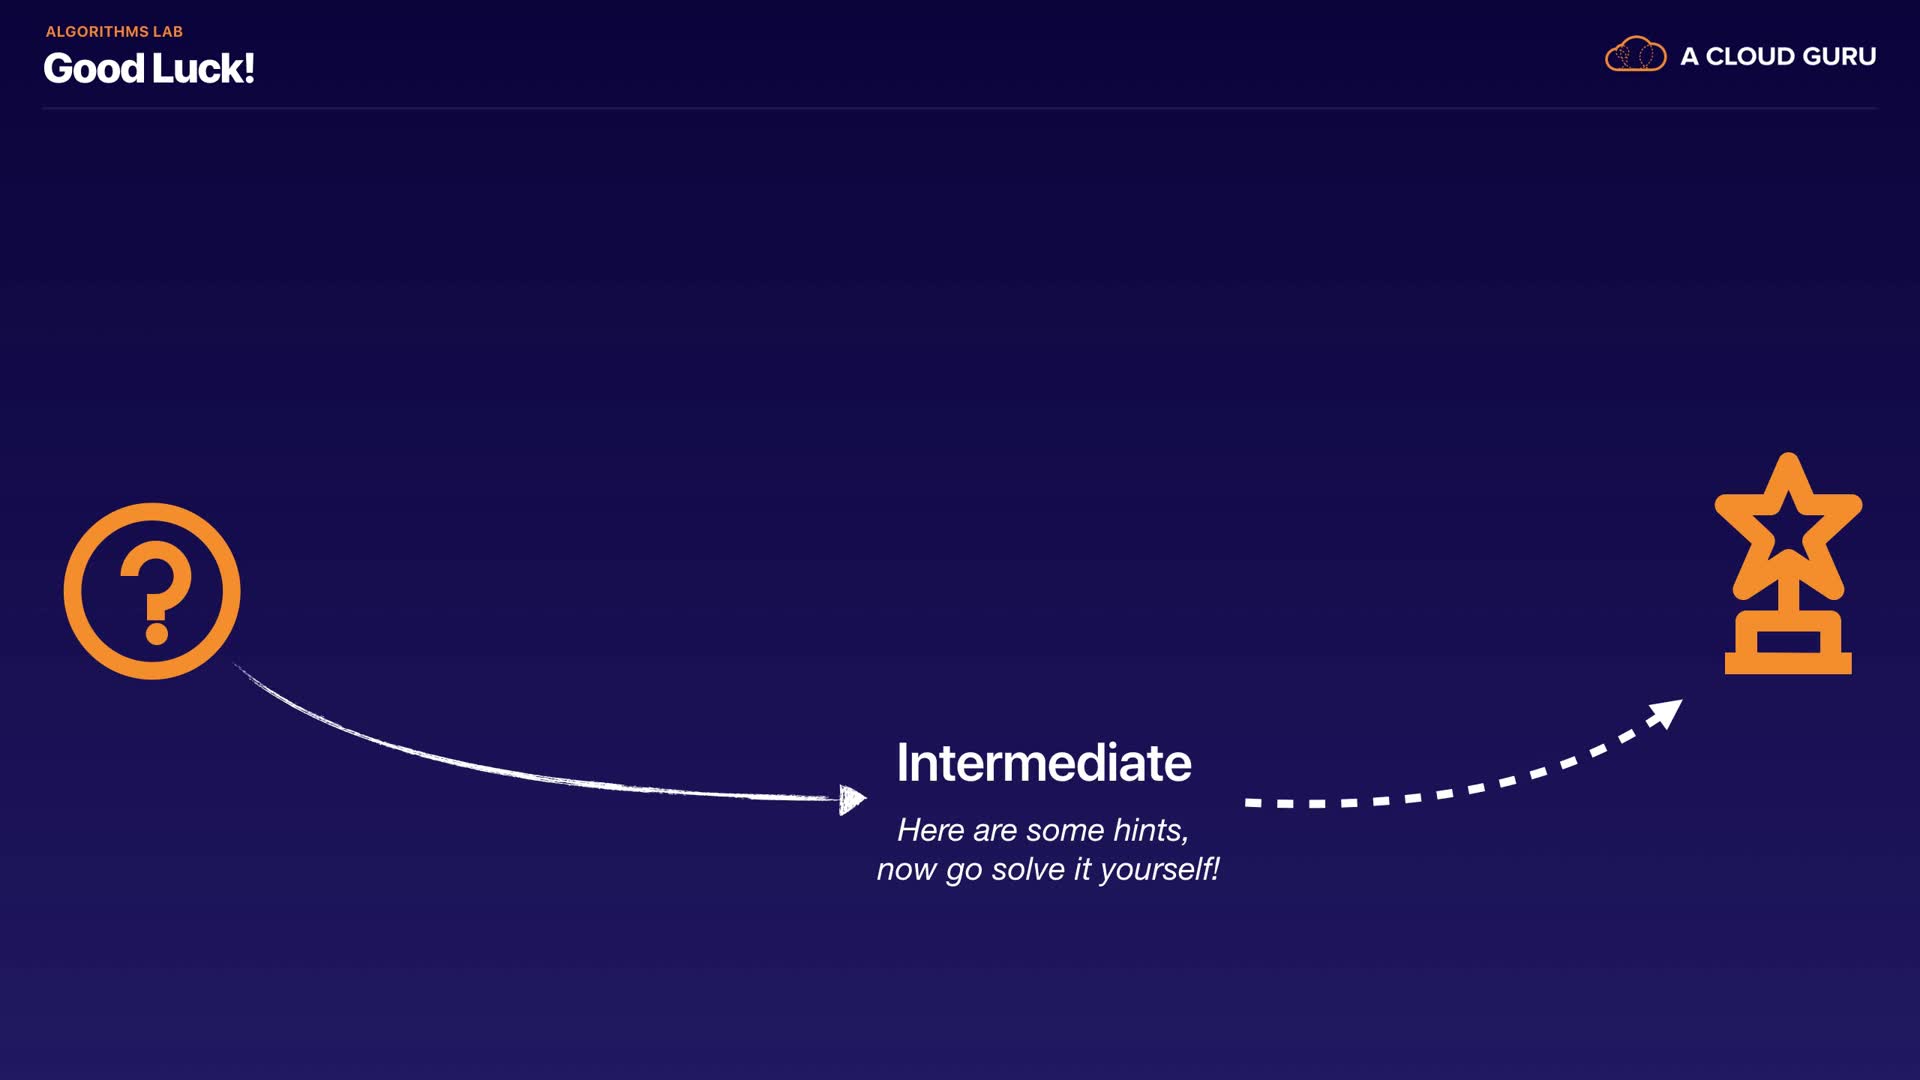 ALGORITHMS LAB
Good Luck!
A CLOUD GURU
?
Intermediate
Here are some hints,
now go solve it yourself!